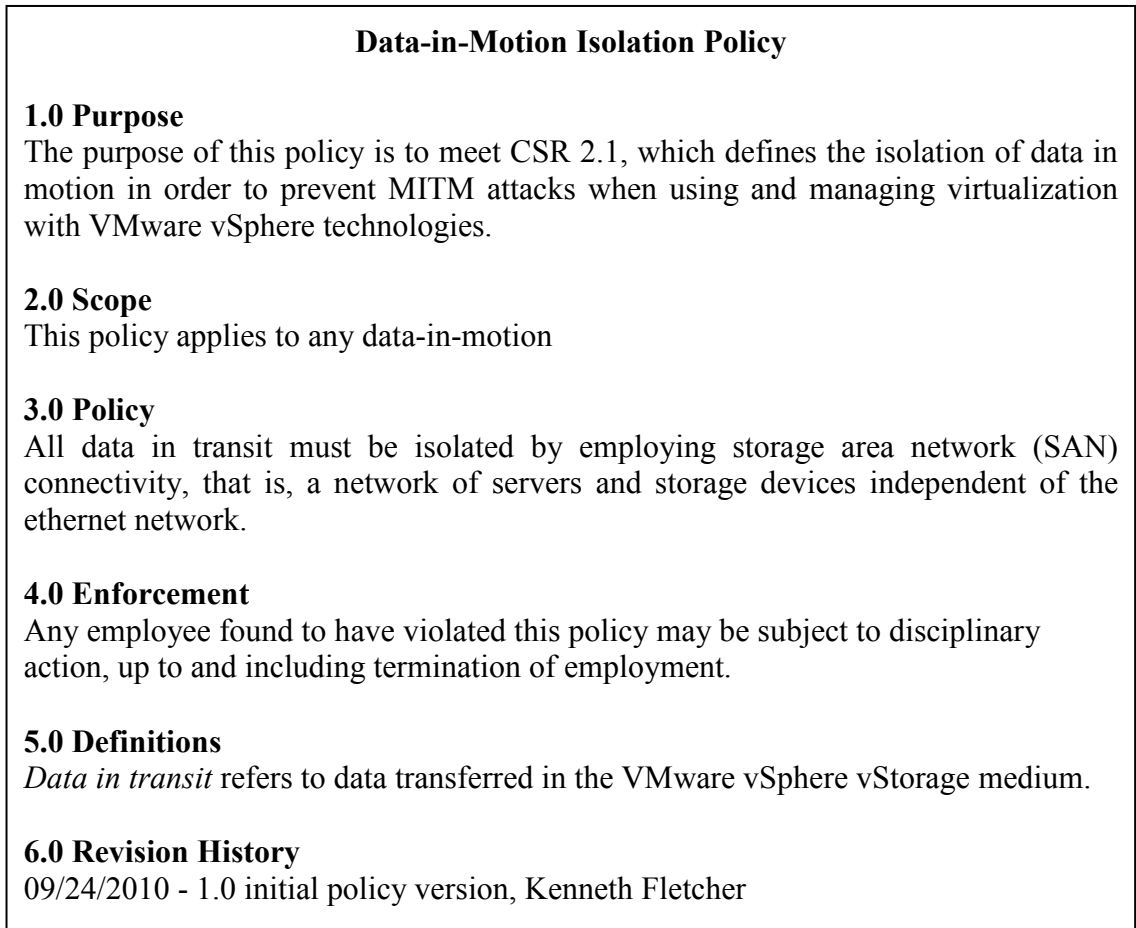 Data-in-Motion Isolation Policy
1.0 Purpose
The purpose of this policy is to meet CSR 2.1, which defines the isolation of data in
motion in order to prevent MITM attacks when using and managing virtualization
with VMware vSphere technologies.
2.0 Scope
This policy applies to any data-in-motion
3.0 Policy
All data in transit must be isolated by employing storage area network (SAN)
connectivity, that is, a network of servers and storage devices independent of the
ethernet network.
4.0 Enforcement
Any employee found to have violated this policy may be subject to disciplinary
action, up to and including termination of employment.
5.0 Definitions
Data in transit refers to data transferred in the VMware vSphere vStorage medium.
6.0 Revision History
09/24/2010 - 1.0 initial policy version, Kenneth Fletcher